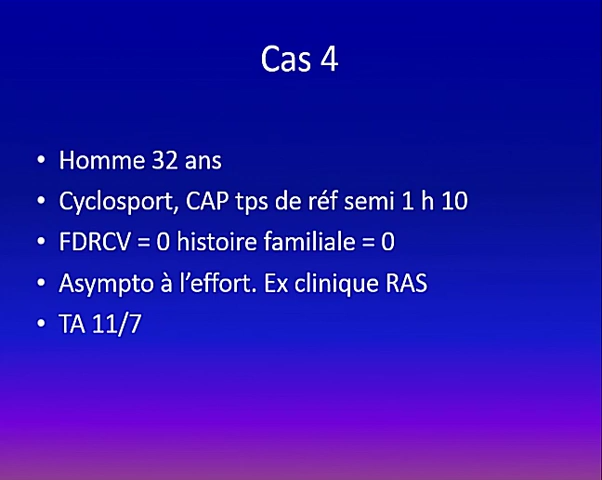 Cas 4
• Homme 32 ans
• Cyclosport, CAP tps de réf semi 1 h 10
• FDRCV = 0 histoire familiale = 0
• Asympto à l'effort. Ex clinique RAS
• TA 11/7